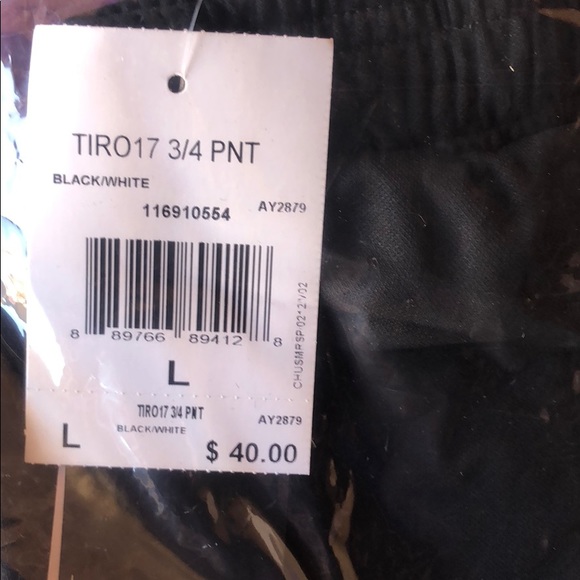 TIRO17 3/4 PNT
BLACK/WHITE
116910554 AY2879
8 89766 89412 8
L
TIRO17 3/4 PNT AY2879
BLACK/WHITE
L
$ 40.00